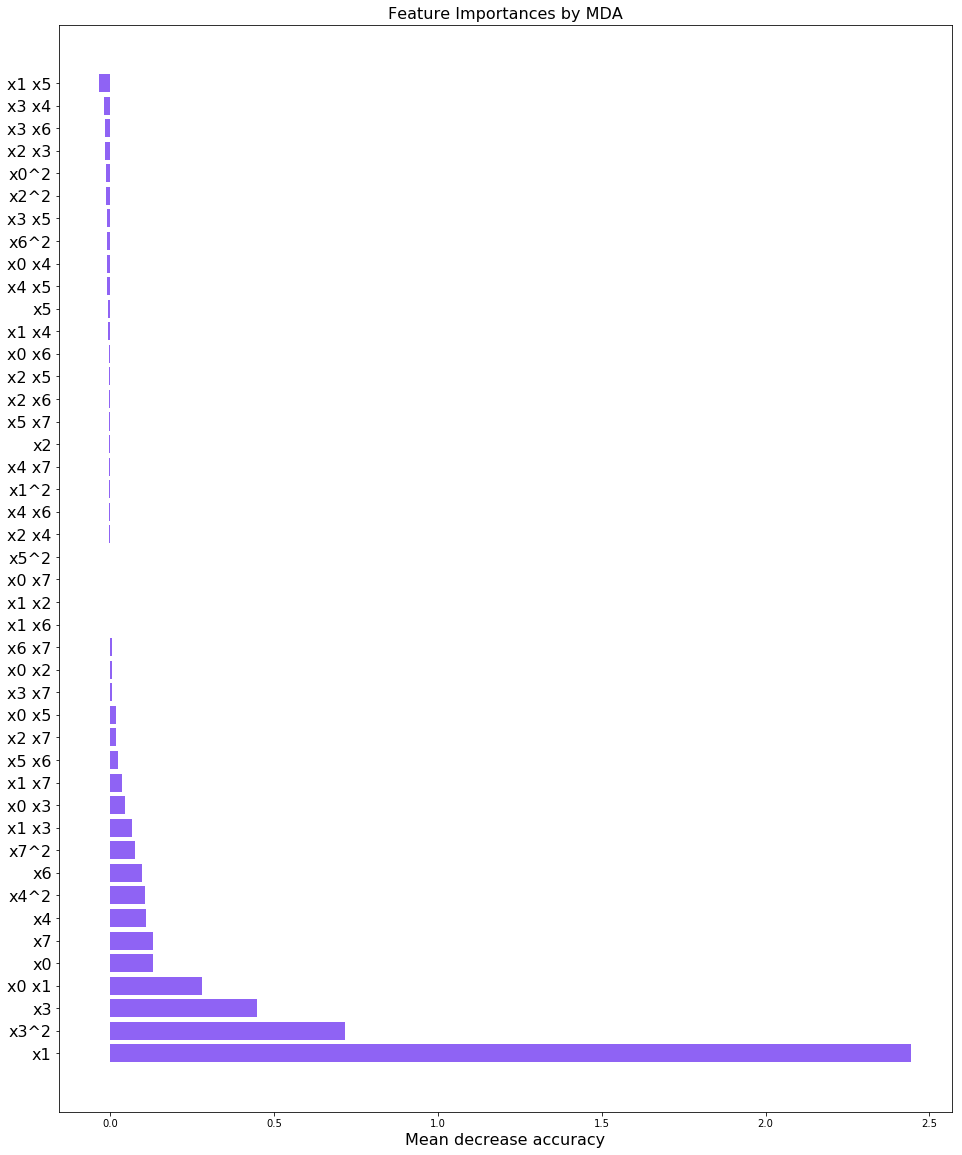 Feature Importances by MDA
x1 x5
x3 x4
x3 x6
x2 x3
x0^2
x2^2
x3 x5
x6^2
x0 x4
x4 x5
x5
x1 x4
x0 x6
x2 x5
x2 x6
x5 x7
x2
x4 x7
x1^2
x4 x6
x2 x4
x5^2
x0 x7
x1 x2
x1 x6
x6 x7
x0 x2
x3 x7
x0 x5
x2 x7
x5 x6
x1 x7
x0 x3
x1 x3
x7^2
x6
x4^2
x4
x7
x0
x0 x1
x3
x3^2
x1
0.0 0.5 1.0 1.5 2.0 2.5
Mean decrease accuracy